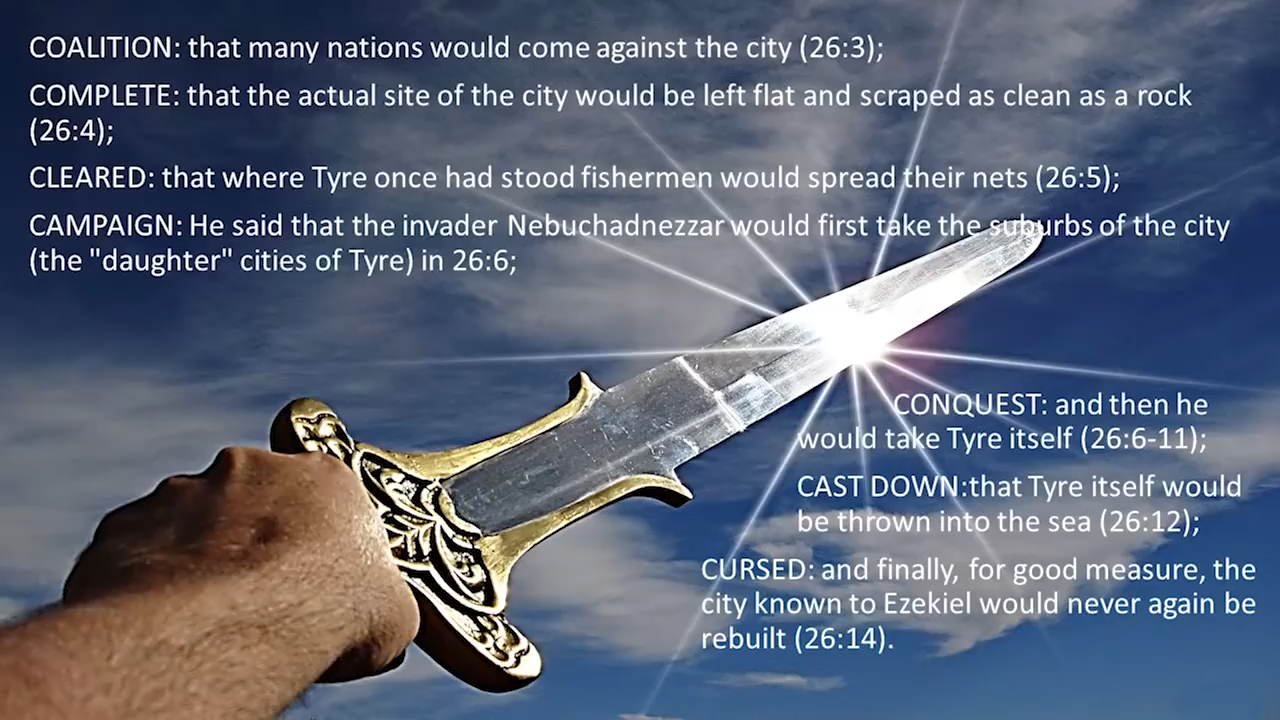 COALITION: that many nations would come against the city (26:3);
COMPLETE: that the actual site of the city would be left flat and scraped as clean as a rock
(26:4);
CLEARED: that where Tyre once had stood fishermen would spread their nets (26:5);
CAMPAIGN: He said that the invader Nebuchadnezzar would first take the suburbs of the city
(the "daughter" cities of Tyre) in 26:6;
CONQUEST: and then he
would take Tyre itself (26:6-11);
CAST DOWN:that Tyre itself would
be thrown into the sea (26:12);
CURSED: and finally, for good measure, the
city known to Ezekiel would never again be
rebuilt (26:14).